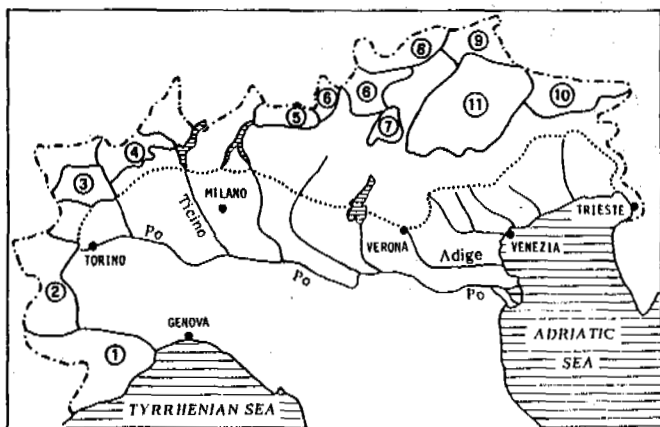 8
9
6
6
10
11
5
7
4
3
MILANO
Ticino
TRIESTE
Po
VERONA
VENEZIA
TORINO
Adige
Po
Po
2
GENOVA
ADRIATIC
SEA
1
TYRRHENIAN SEA